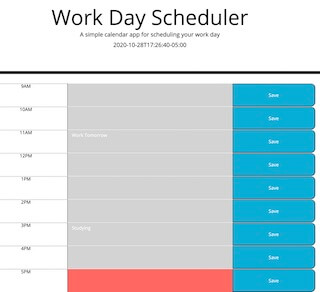 Work Day Scheduler
A simple calendar app for scheduling your work day
2020-10-28T17:26:40-05:00
9AM
Save
10AM
Save
11AM
Work Tomorrow
Save
12PM
Save
1PM
Save
2PM
Save
3PM
Studying
Save
4PM
Save
5PM
Save